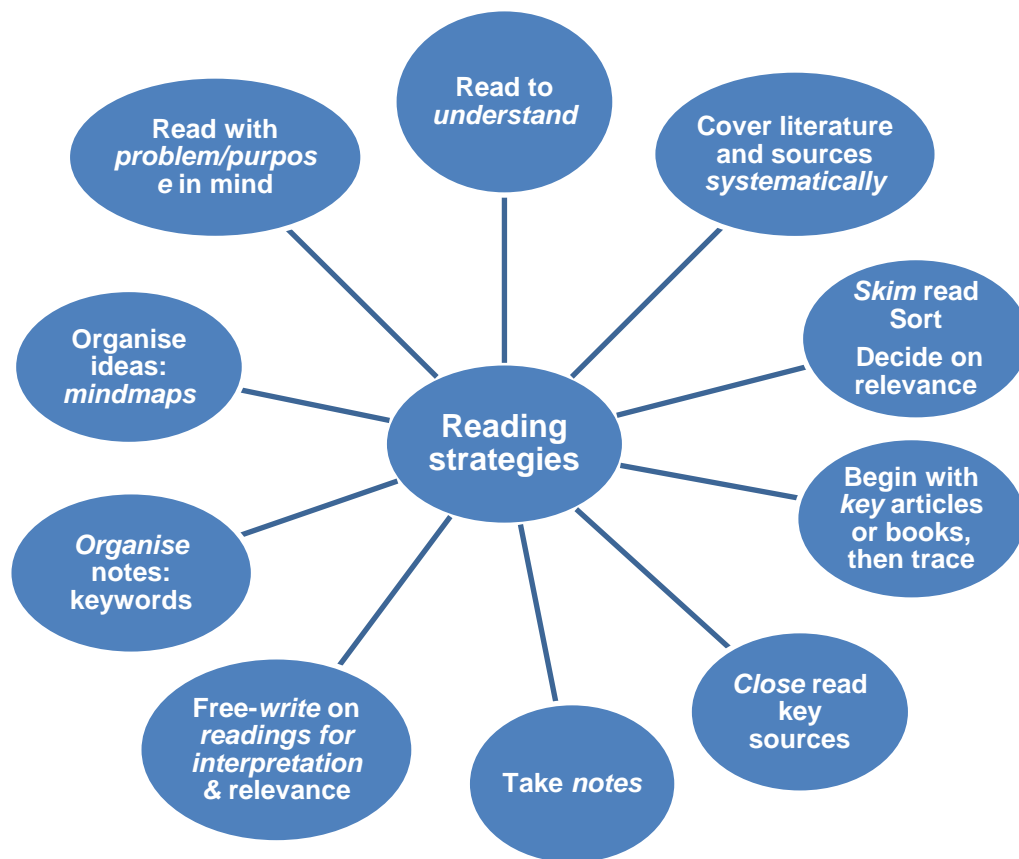 Read to
understand
Cover literature
and sources
systematically
Skim read
Sort
Decide on
relevance
Begin with
key articles
or books,
then trace
Close read
key
sources
Take notes
Free-write on
readings for
interpretation
& relevance
Organise
notes:
keywords
Organise
ideas:
mindmaps
Read with
problem/purpos
e in mind
Reading
strategies